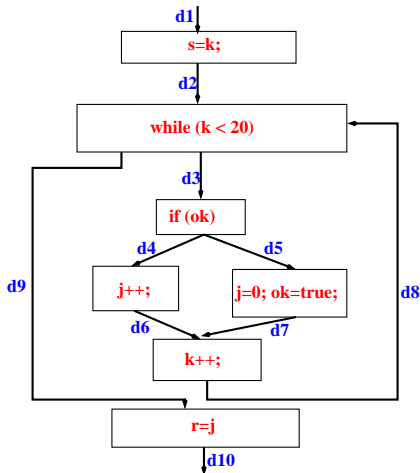 d1
s=k;
d2
while (k < 20)
d3
if (ok)
d4
d5
d9
j++;
j=0; ok=true;
d8
d6
d7
k++;
r=j
d10